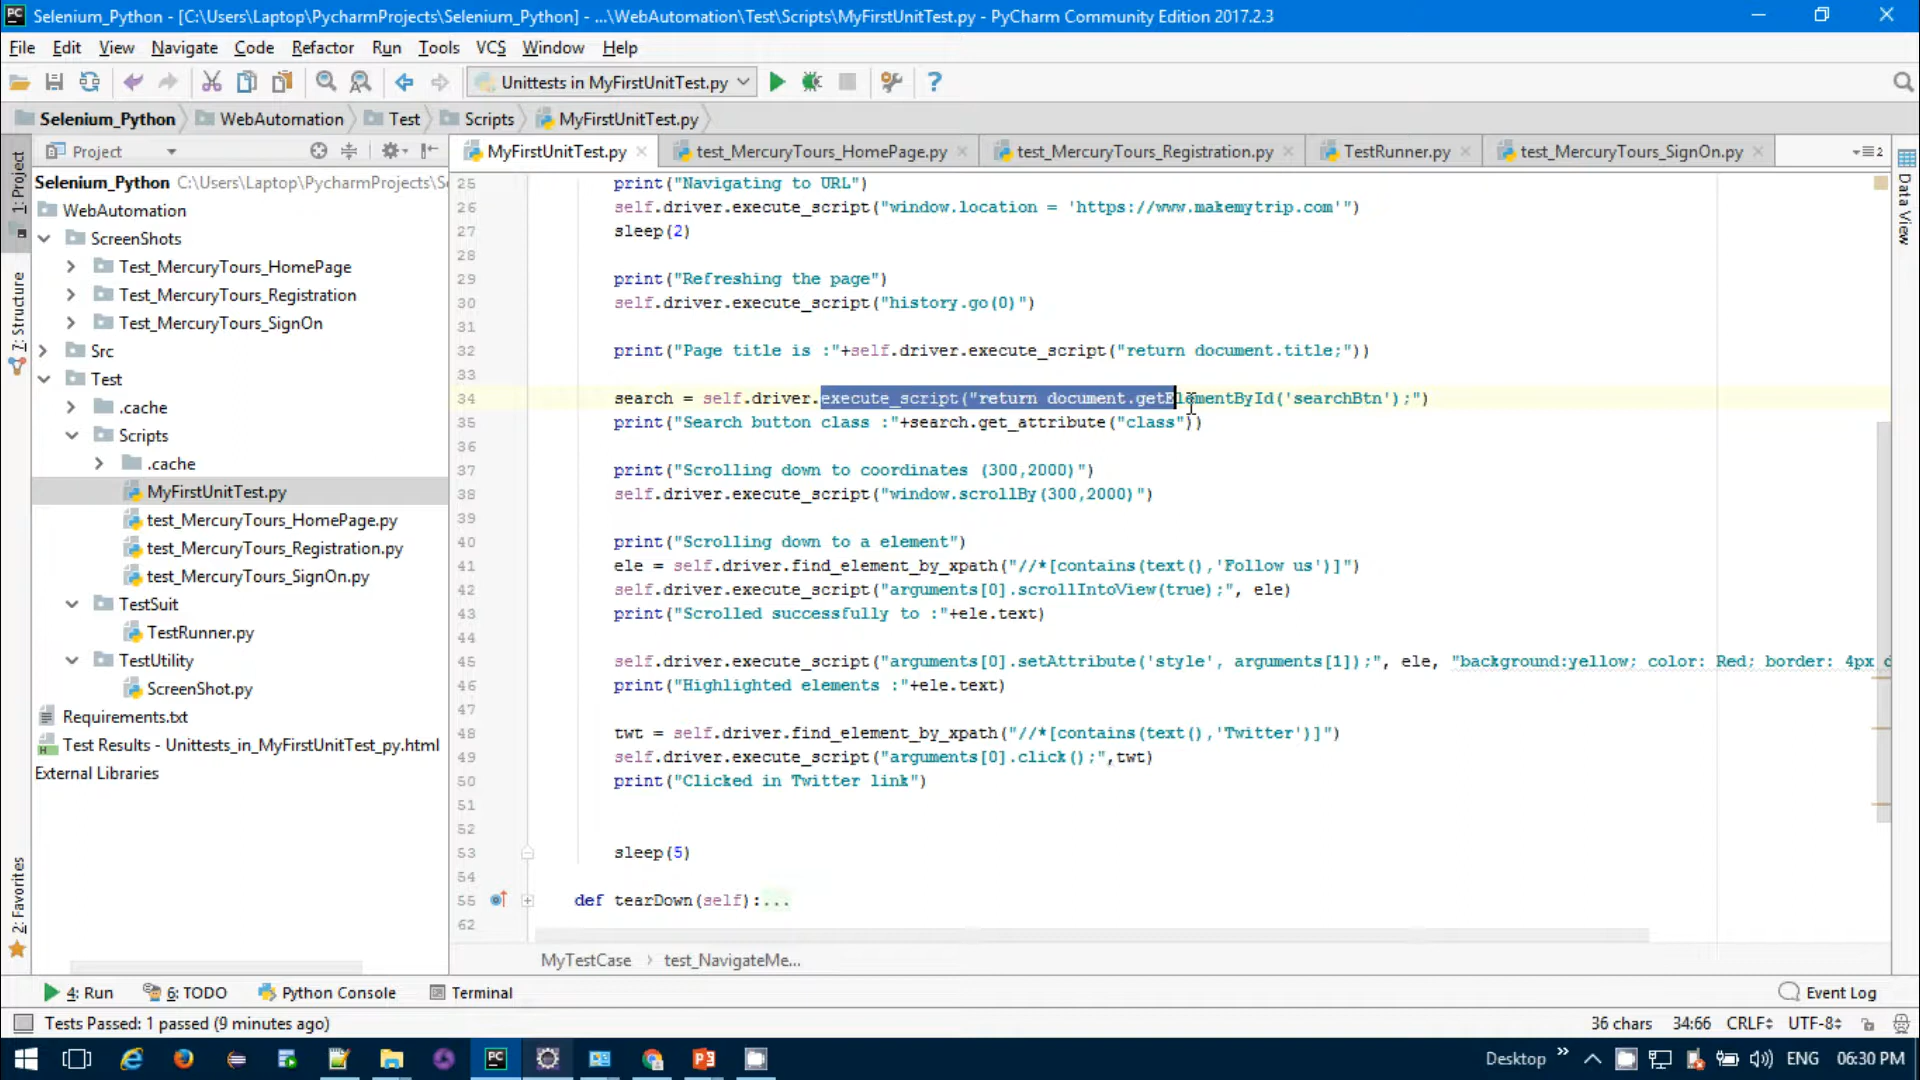 PC Selenium_Python - [C:\Users\Laptop\PycharmProjects\Selenium_Python] - ...\WebAutomation\Test\Scripts\MyFirstUnitTest.py - PyCharm Community Edition 2017.2.3
File Edit View Navigate Code Refactor Run Tools VCS Window Help
Unittests in MyFirstUnitTest.py
Selenium_Python WebAutomation Test Scripts MyFirstUnitTest.py
Project
MyFirstUnitTest.py test_MercuryTours_HomePage.py test_MercuryTours_Registration.py TestRunner.py test_MercuryTours_SignOn.py 2
1: Project
7: Structure
2: Favorites
Data View
Selenium_Python C:\Users\Laptop\PycharmProjects\S
WebAutomation
ScreenShots
Test_MercuryTours_HomePage
Test_MercuryTours_Registration
Test_MercuryTours_SignOn
Src
Test
.cache
Scripts
.cache
MyFirstUnitTest.py
test_MercuryTours_HomePage.py
test_MercuryTours_Registration.py
test_MercuryTours_SignOn.py
TestSuit
TestRunner.py
TestUtility
ScreenShot.py
Requirements.txt
Test Results - Unittests_in_MyFirstUnitTest_py.html
External Libraries
25 print("Navigating to URL")
26 self.driver.execute_script("window.location = 'https://www.makemytrip.com'")
27 sleep(2)
28
29 print("Refreshing the page")
30 self.driver.execute_script("history.go(0)")
31
32 print("Page title is :"+self.driver.execute_script("return document.title;"))
33
34 search = self.driver.execute_script("return document.getElementById('searchBtn');")
35 print("Search button class :"+search.get_attribute("class"))
36
37 print("Scrolling down to coordinates (300,2000)")
38 self.driver.execute_script("window.scrollBy(300,2000)")
39
40 print("Scrolling down to a element")
41 ele = self.driver.find_element_by_xpath("//*[contains(text(),'Follow us')]")
42 self.driver.execute_script("arguments[0].scrollIntoView(true);", ele)
43 print("Scrolled successfully to :"+ele.text)
44
45 self.driver.execute_script("arguments[0].setAttribute('style', arguments[1]);", ele, "background:yellow; color: Red; border: 4px d
46 print("Highlighted elements :"+ele.text)
47
48 twt = self.driver.find_element_by_xpath("//*[contains(text(),'Twitter')]")
49 self.driver.execute_script("arguments[0].click();",twt)
50 print("Clicked in Twitter link")
51
52
53 sleep(5)
54
55 def tearDown(self):...
62
MyTestCase test_NavigateMe...
4: Run 6: TODO Python Console Terminal Event Log
Tests Passed: 1 passed (9 minutes ago) 36 chars 34:66 CRLF UTF-8
Desktop ENG 06:30 PM